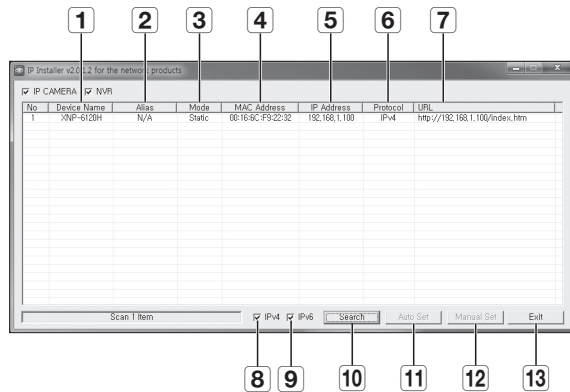 1 2 3 4 5 6 7
IP Installer v2.0.1.2 for the network products
IP CAMERA NVR
No Device Name Alias Mode MAC Address IP Address Protocol URL
1 XNP-6120H N/A Static 00:16:6C:F9:22:32 192,168,1,100 IPv4 http://192,168,1,100/index,htm
Scan 1 Item IPv4 IPv6 Search Auto Set Manual Set Exit
8 9 10 11 12 13